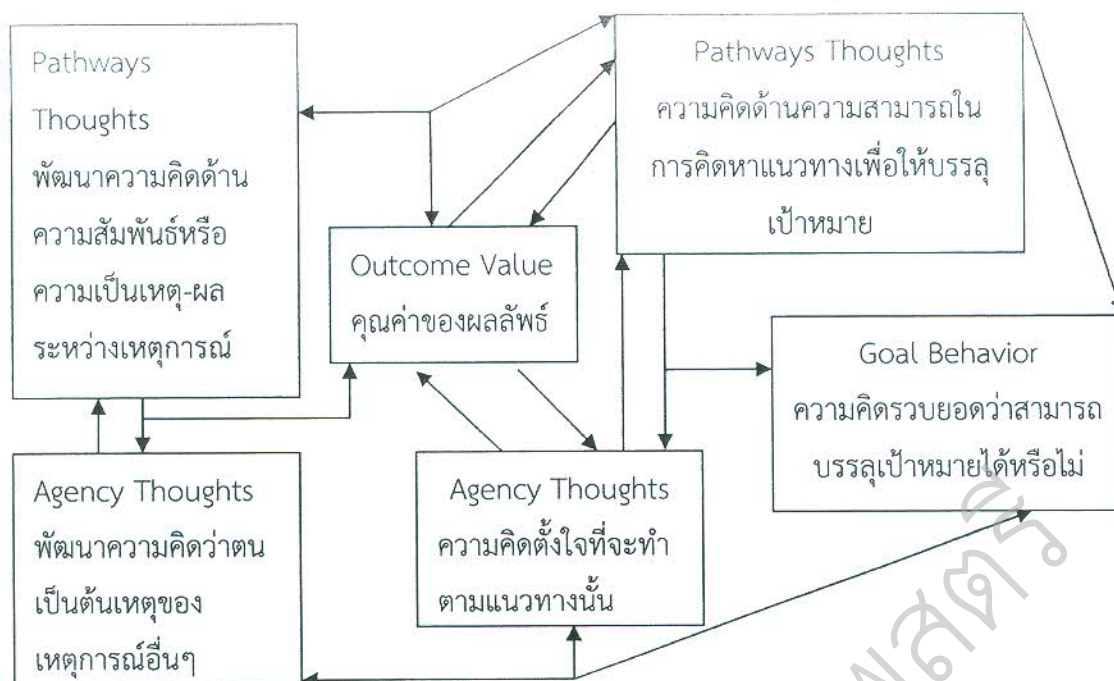 Pathways
Thoughts
พัฒนาความคิดด้าน
ความสัมพันธ์หรือ
ความเป็นเหตุ-ผล
ระหว่างเหตุการณ์
Pathways Thoughts
ความคิดด้านความสามารถใน
การคิดหาแนวทางเพื่อให้บรรลุ
เป้าหมาย
Outcome Value
คุณค่าของผลลัพธ์
Goal Behavior
ความคิดรวบยอดว่าสามารถ
บรรลุเป้าหมายได้หรือไม่
Agency Thoughts
พัฒนาความคิดว่าตน
เป็นต้นเหตุของ
เหตุการณ์อื่นๆ
Agency Thoughts
ความคิดตั้งใจที่จะทำ
ตามแนวทางนั้น